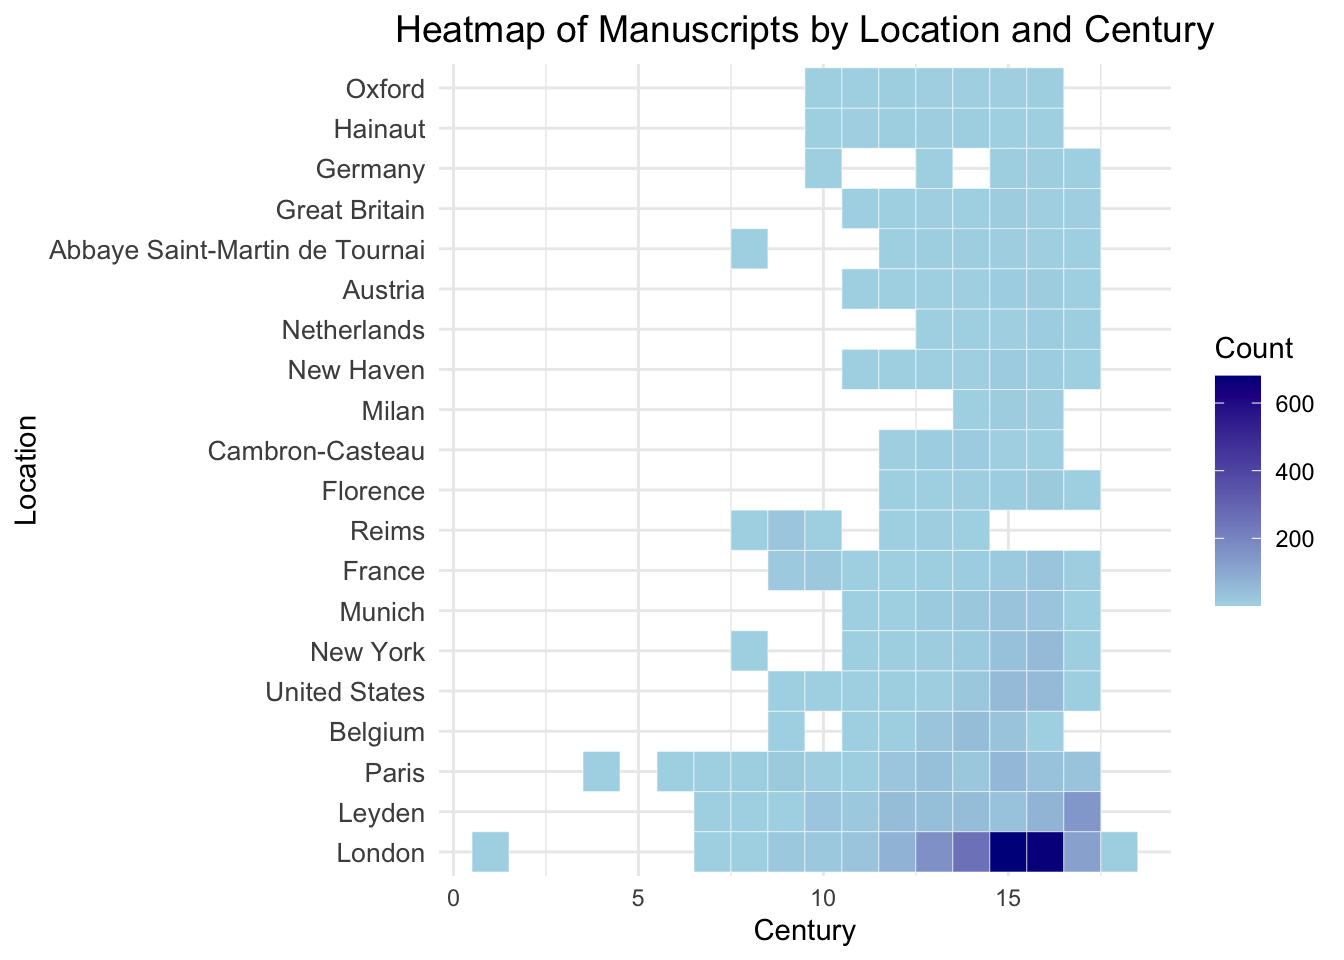 Heatmap of Manuscripts by Location and Century
Oxford
Hainaut
Germany
Great Britain
Abbaye Saint-Martin de Tournai
Austria
Netherlands
New Haven
Milan
Cambron-Casteau
Florence
Reims
France
Munich
New York
United States
Belgium
Paris
Leyden
London
Location
0 5 10 15
Century
Count
600
400
200